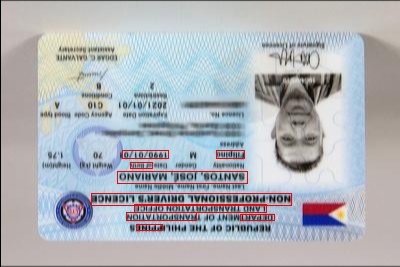 REPUBLIC OF THE PHILIPPINES
DEPARTMENT OF TRANSPORTATION
LAND TRANSPORTATION OFFICE
NON-PROFESSIONAL DRIVER'S LICENSE
Last Name, First Name, Middle Name
SANTOS, JOSE, MARIANO
Nationality Gender Date of Birth Weight (kg) Height(m)
Filipino M 1990/01/01 70 1.75
Address
License No. Expiration Date Agency Code Blood Type
2021/01/01 C10 A
Restrictions Conditions
2 B
Signature of Licensee
EDGAR C. GALVANTE
Assistant Secretary